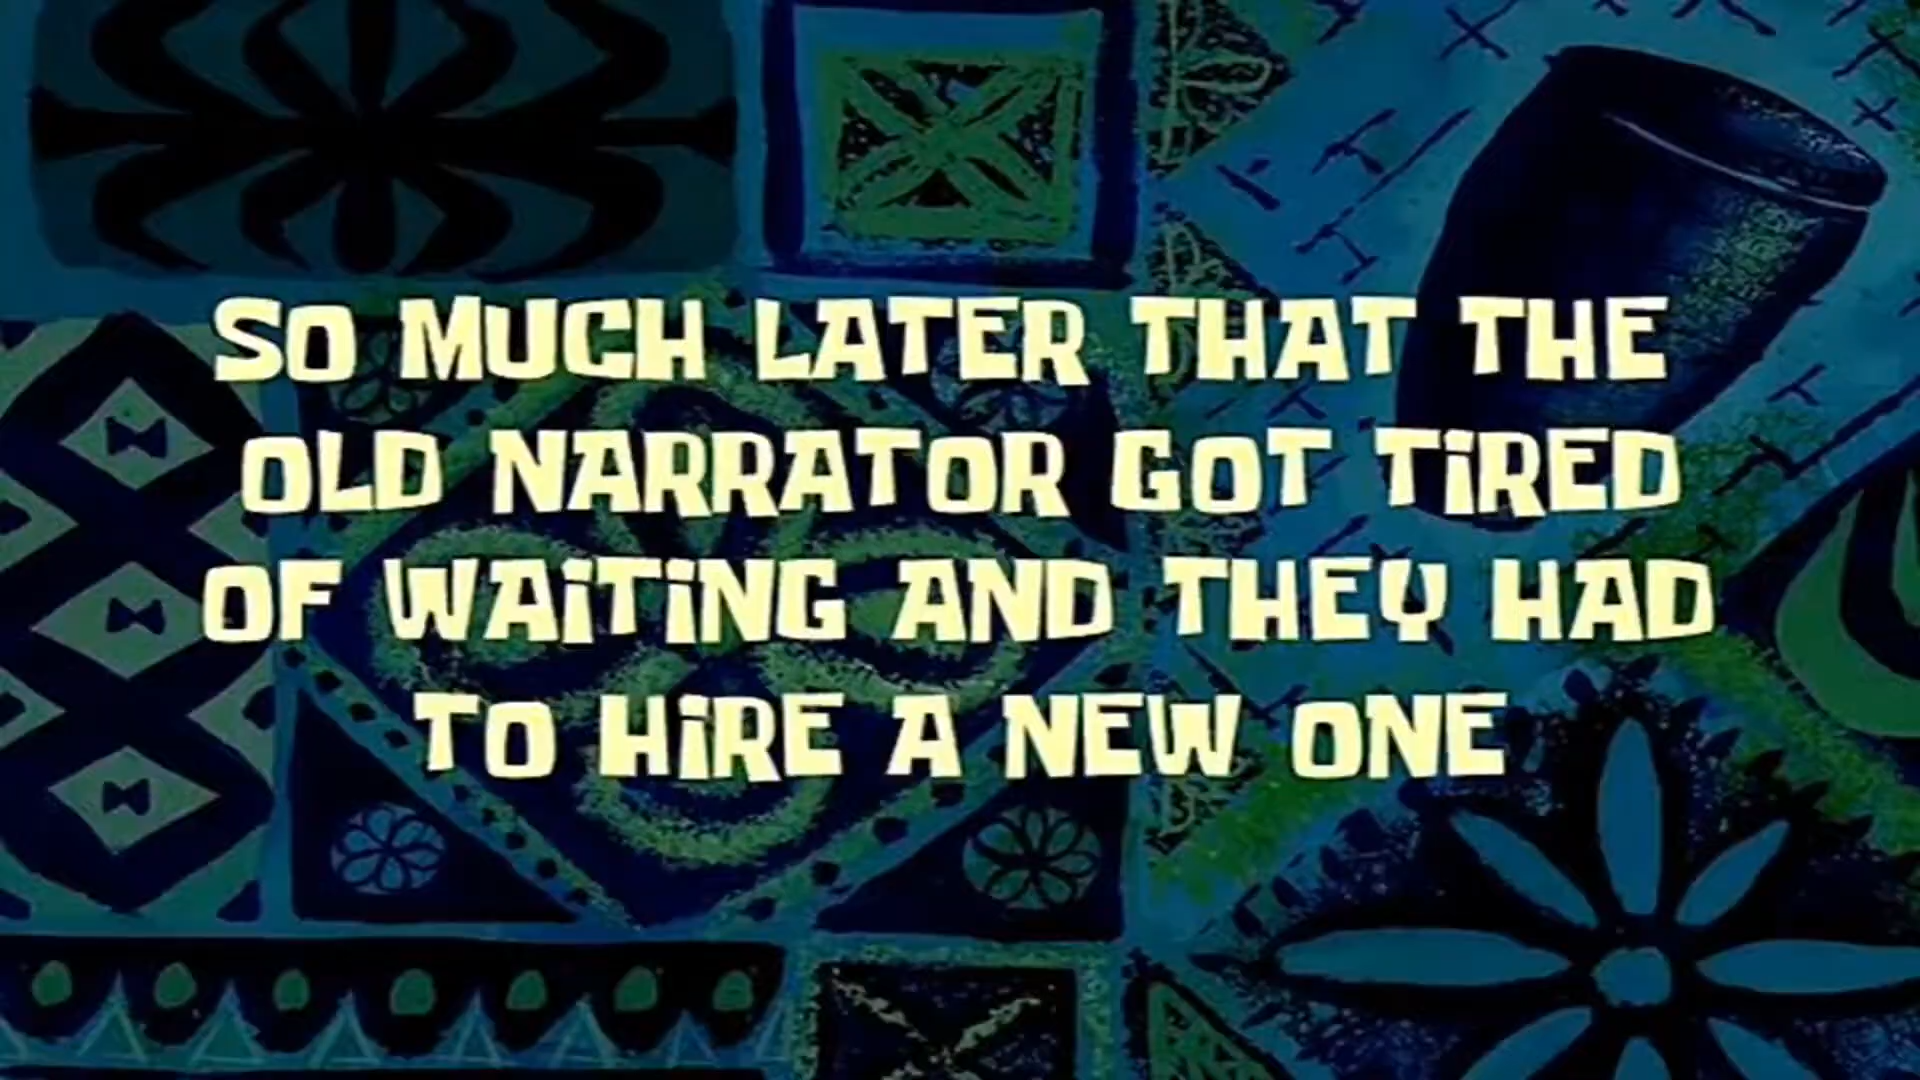 SO MUCH LATER THAT THE
OLD NARRATOR GOT TiRED
OF WAiTiNG AND THEY HAD
TO HiRE A NEW ONE